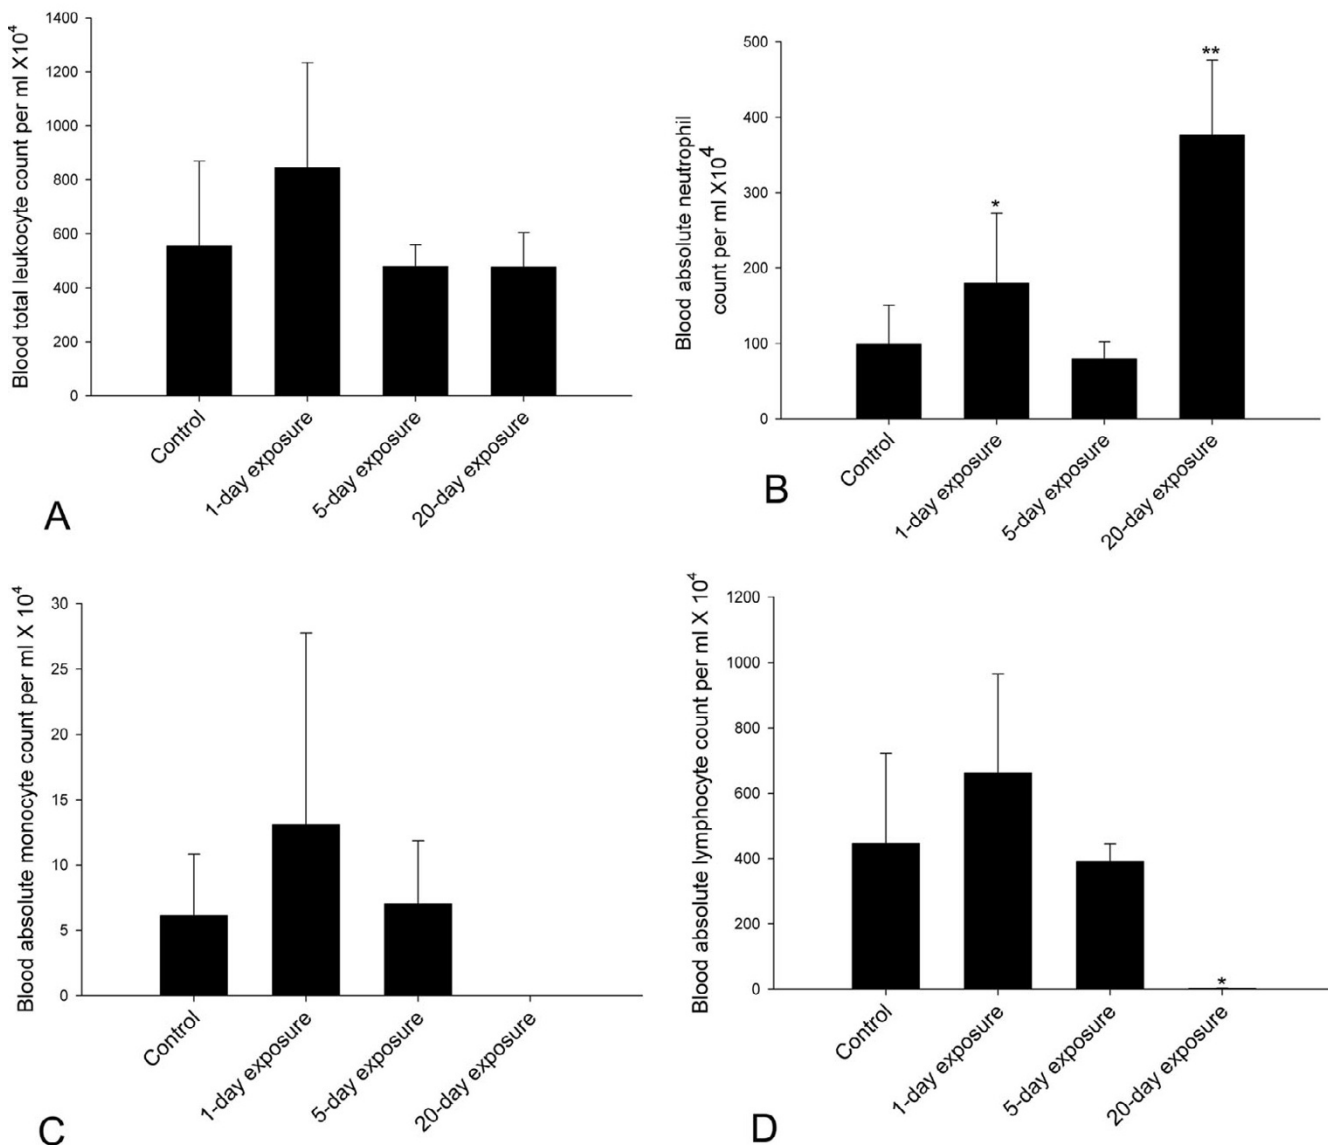 Blood total leukocyte count per ml X10⁴
1400
1200
1000
800
600
400
200
0
Control
1-day exposure
5-day exposure
20-day exposure
A
Blood absolute neutrophil
count per ml X10⁴
500
400
300
200
100
0
*
**
Control
1-day exposure
5-day exposure
20-day exposure
B
Blood absolute monocyte count per ml X 10⁴
30
25
20
15
10
5
0
Control
1-day exposure
5-day exposure
20-day exposure
C
Blood absolute lymphocyte count per ml X 10⁴
1200
1000
800
600
400
200
0
*
Control
1-day exposure
5-day exposure
20-day exposure
D